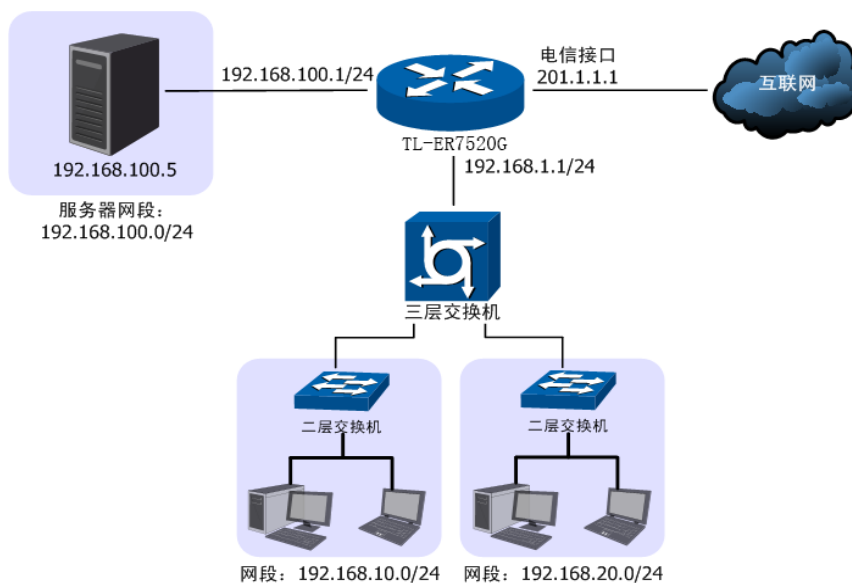 192.168.100.1/24
电信接口
201.1.1.1
互联网
TL-ER7520G
192.168.100.5
192.168.1.1/24
服务器网段：
192.168.100.0/24
三层交换机
二层交换机
二层交换机
网段：192.168.10.0/24
网段：192.168.20.0/24